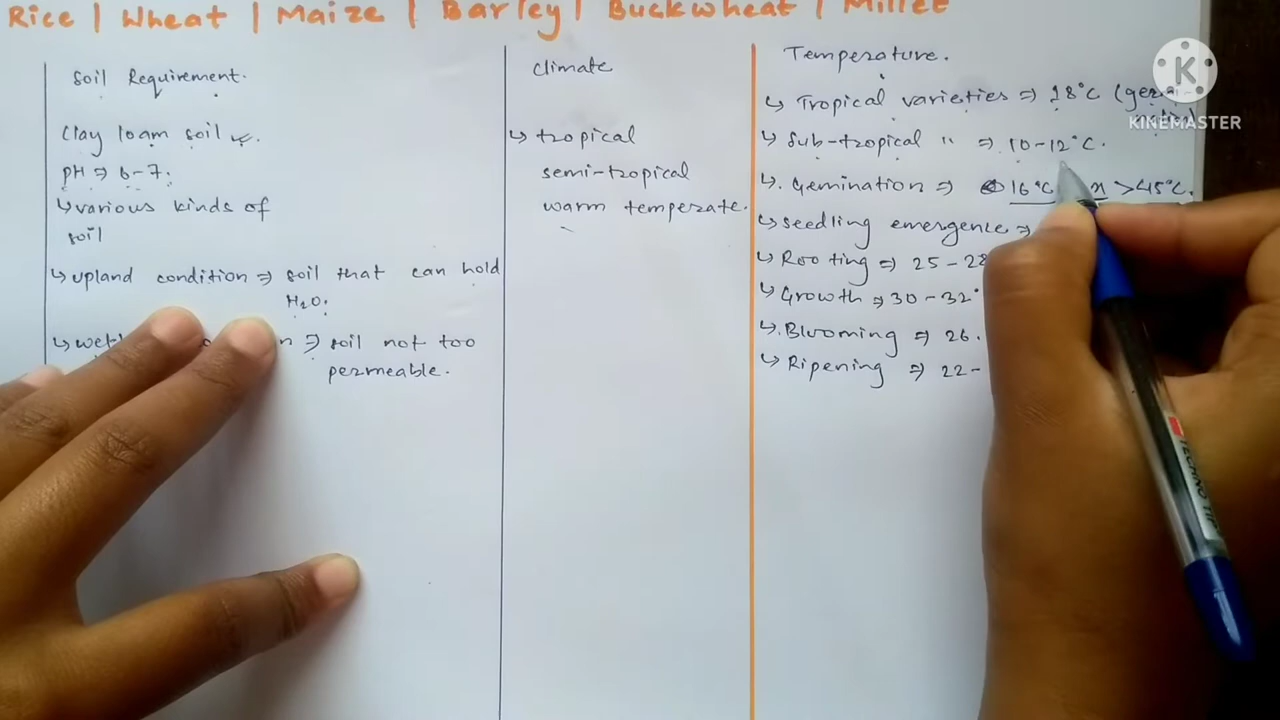 Rice | Wheat | Maize | Barley | Buckwheat | Millet
Soil Requirement.
Clay loam soil
pH ⇒ 6-7.
↳ various kinds of
soil
↳ upland condition ⇒ soil that can hold
H₂O.
⇒ soil not too
permeable.
Climate
↳ tropical
semi-tropical
warm temperate.
Temperature.
↳ Tropical varieties ⇒ 18°C
↳ Sub-tropical " ⇒ 10-12°C.
↳ Gemination ⇒ 16°C > 45°C.
↳ Seedling emergence ⇒
↳ Rooting ⇒ 25-28
↳ Growth ⇒ 30-32°
↳ Blooming ⇒ 26.
↳ Ripening ⇒ 22-
K
KINEMASTER
TECHNO TIP